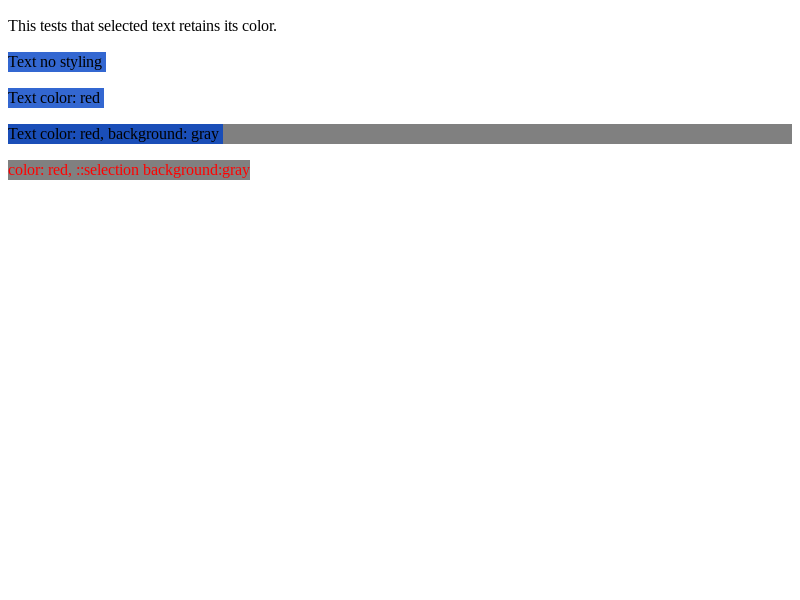 This tests that selected text retains its color.
Text no styling
Text color: red
Text color: red, background: gray
color: red, ::selection background:gray